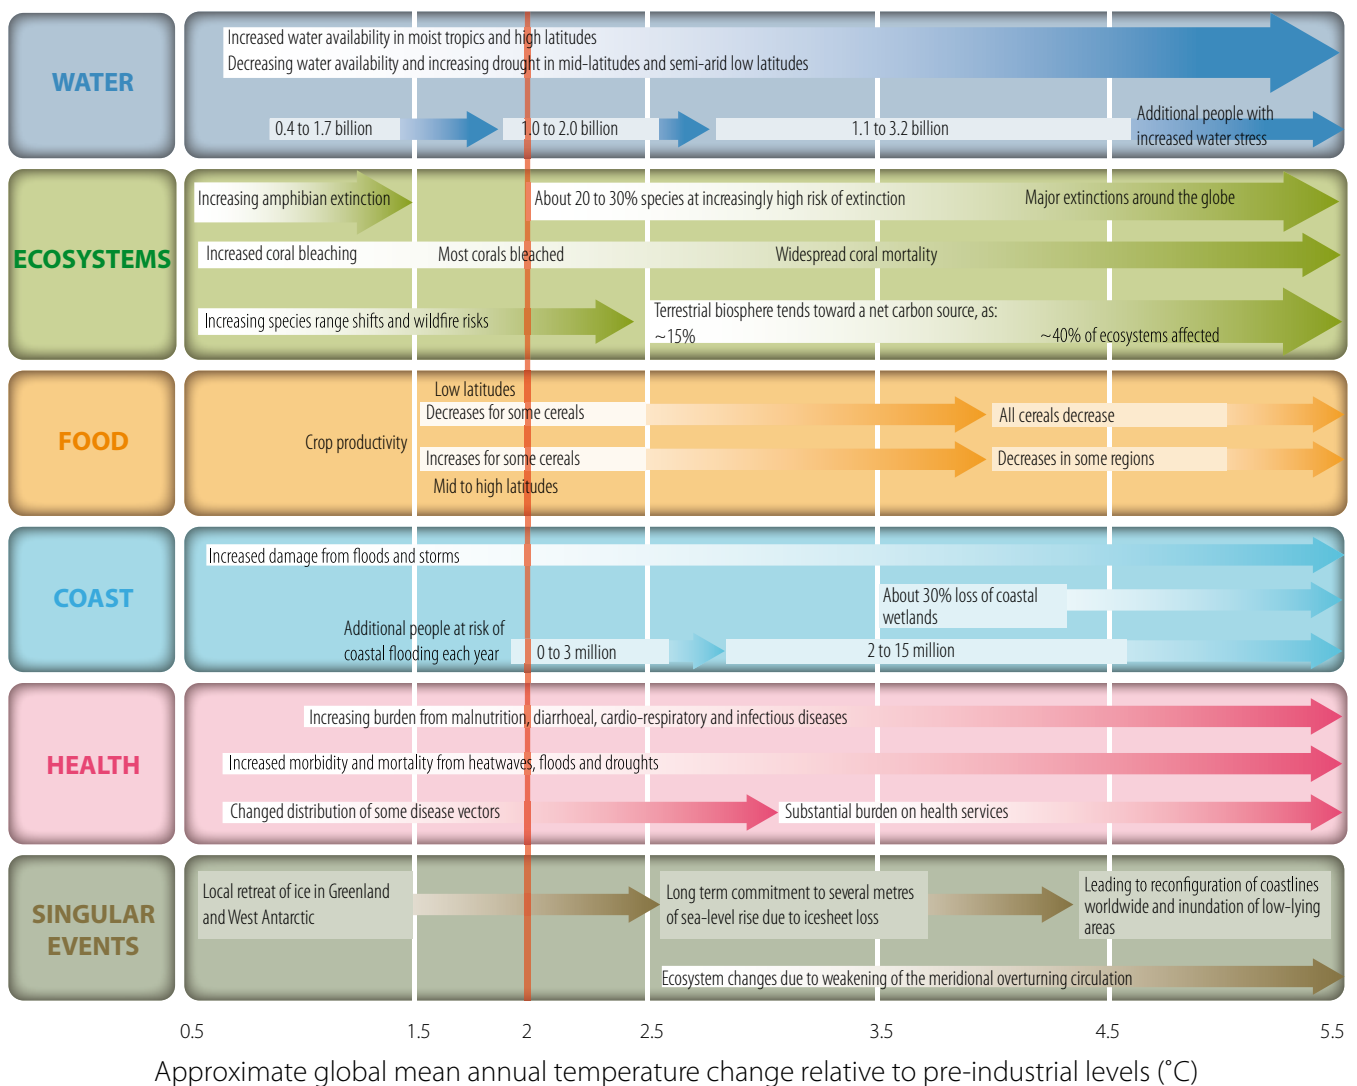 WATER
Increased water availability in moist tropics and high latitudes
Decreasing water availability and increasing drought in mid-latitudes and semi-arid low latitudes
0.4 to 1.7 billion
1.0 to 2.0 billion
1.1 to 3.2 billion
Additional people with
increased water stress
ECOSYSTEMS
Increasing amphibian extinction
About 20 to 30% species at increasingly high risk of extinction
Major extinctions around the globe
Increased coral bleaching
Most corals bleached
Widespread coral mortality
Increasing species range shifts and wildfire risks
Terrestrial biosphere tends toward a net carbon source, as:
~15%
~40% of ecosystems affected
FOOD
Crop productivity
Low latitudes
Decreases for some cereals
All cereals decrease
Increases for some cereals
Decreases in some regions
Mid to high latitudes
COAST
Increased damage from floods and storms
About 30% loss of coastal
wetlands
Additional people at risk of
coastal flooding each year
0 to 3 million
2 to 15 million
HEALTH
Increasing burden from malnutrition, diarrhoeal, cardio-respiratory and infectious diseases
Increased morbidity and mortality from heatwaves, floods and droughts
Changed distribution of some disease vectors
Substantial burden on health services
SINGULAR
EVENTS
Local retreat of ice in Greenland
and West Antarctic
Long term commitment to several metres
of sea-level rise due to icesheet loss
Leading to reconfiguration of coastlines
worldwide and inundation of low-lying
areas
Ecosystem changes due to weakening of the meridional overturning circulation
0.5 1.5 2 2.5 3.5 4.5 5.5
Approximate global mean annual temperature change relative to pre-industrial levels (˚C)